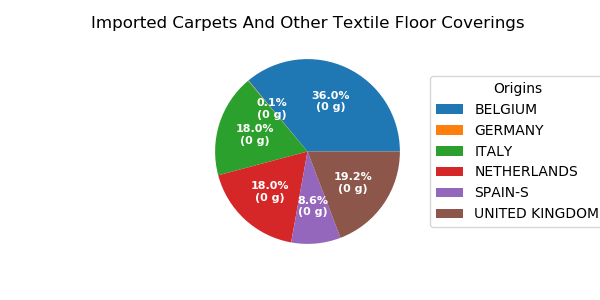 Imported Carpets And Other Textile Floor Coverings
36.0%
(0 g)
0.1%
(0 g)
18.0%
(0 g)
18.0%
(0 g)
8.6%
(0 g)
19.2%
(0 g)
Origins
BELGIUM
GERMANY
ITALY
NETHERLANDS
SPAIN-S
UNITED KINGDOM